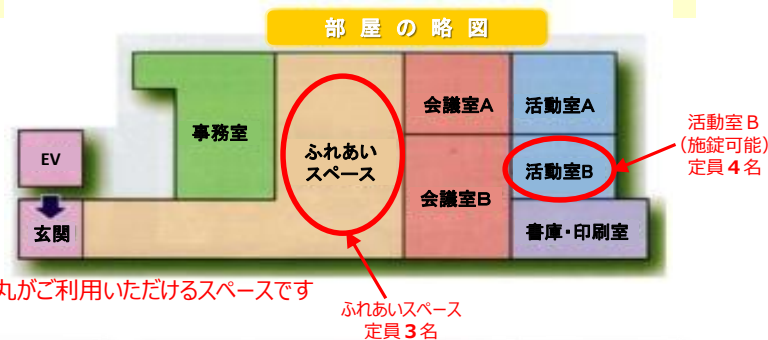 部屋の略図
会議室A
活動室A
事務室
EV
ふれあい
スペース
活動室B
会議室B
玄関
書庫・印刷室
活動室B
(施錠可能)
定員4名
丸がご利用いただけるスペースです
ふれあいスペース
定員3名